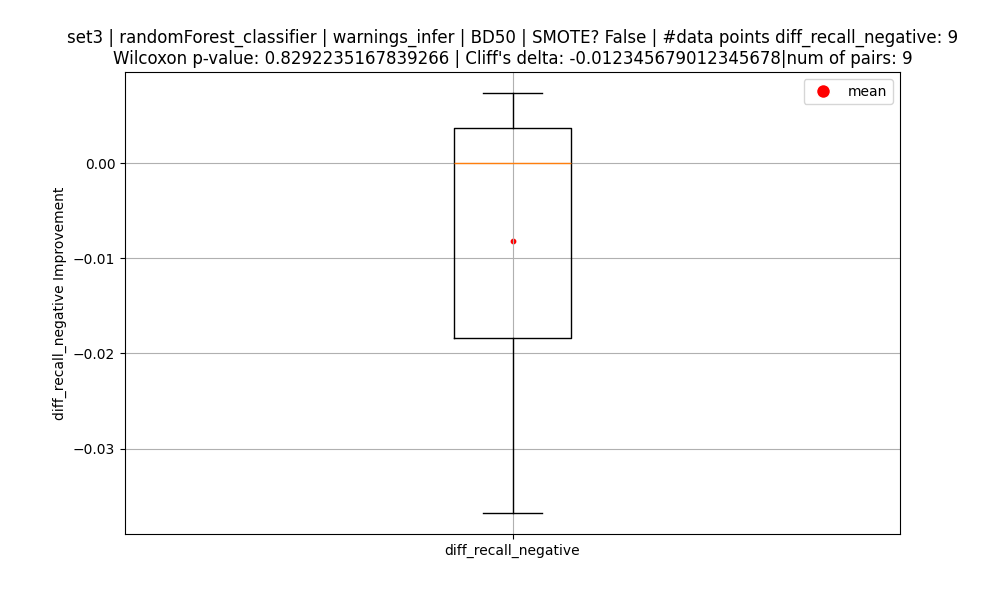 set3 | randomForest_classifier | warnings_infer | BD50 | SMOTE? False | #data points diff_recall_negative: 9
Wilcoxon p-value: 0.8292235167839266 | Cliff's delta: -0.012345679012345678|num of pairs: 9
mean
0.00
−0.01
−0.02
−0.03
diff_recall_negative Improvement
diff_recall_negative